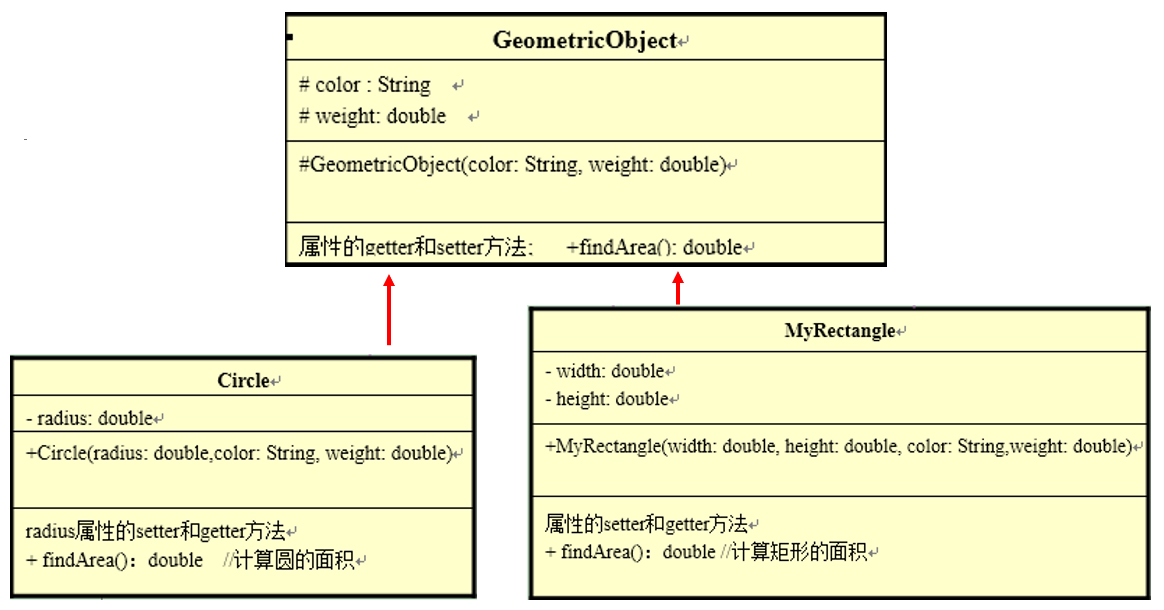 GeometricObject
# color : String
# weight: double
#GeometricObject(color: String, weight: double)
属性的getter和setter方法; +findArea(): double
Circle
- radius: double
+Circle(radius: double,color: String, weight: double)
radius属性的setter和getter方法
+ findArea()：double //计算圆的面积
MyRectangle
- width: double
- height: double
+MyRectangle(width: double, height: double, color: String,weight: double)
属性的setter和getter方法
+ findArea()：double //计算矩形的面积